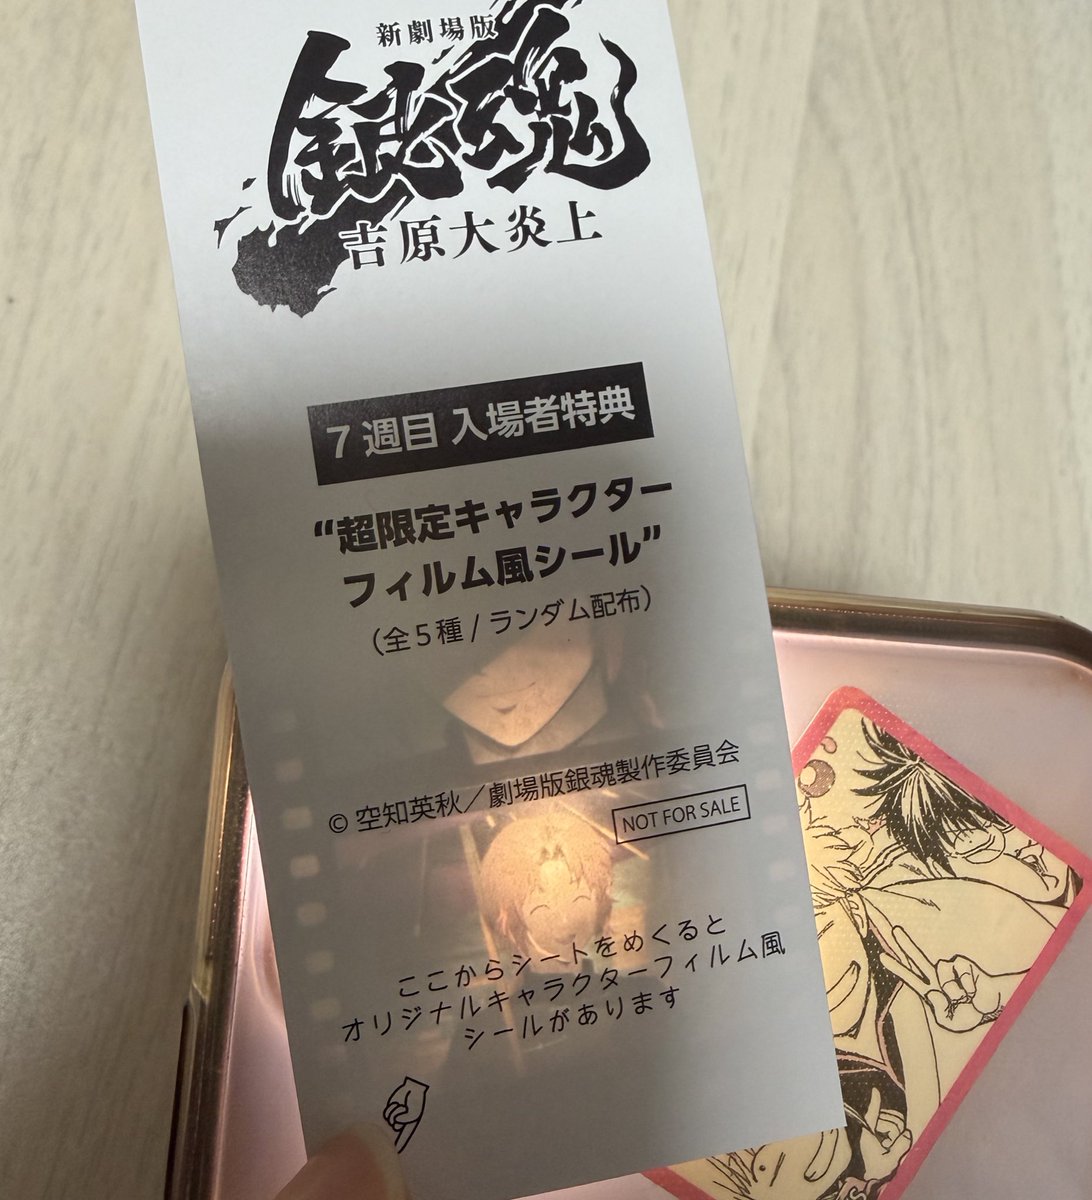 新劇場版
銀魂
吉原大炎上
7週目 入場者特典
“超限定キャラクター
フィルム風シール”
（全5種 / ランダム配布）
© 空知英秋／劇場版銀魂製作委員会
NOT FOR SALE
ここからシートをめくると
オリジナルキャラクターフィルム風
シールがあります